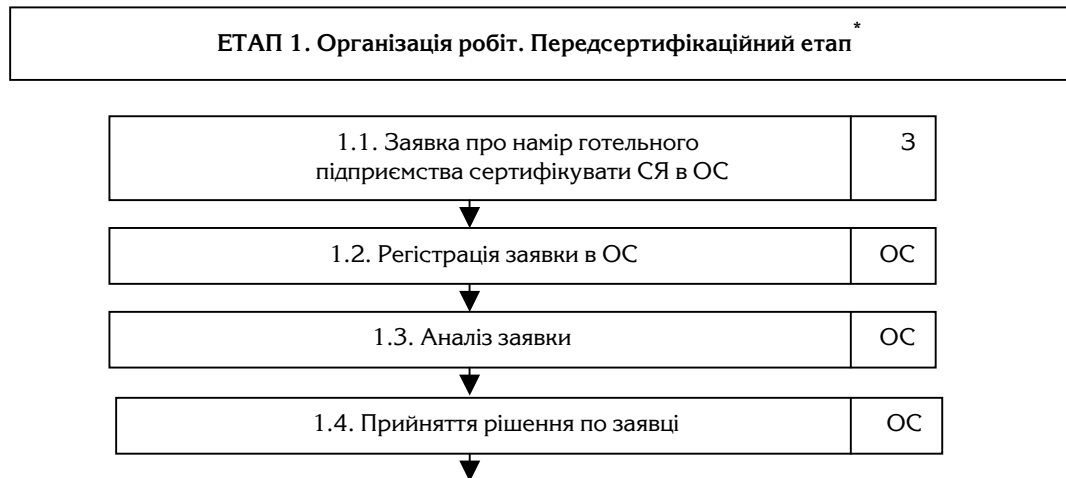 ЕТАП 1. Організація робіт. Передсертифікаційний етап*
1.1. Заявка про намір готельного
підприємства сертифікувати СЯ в ОС
З
1.2. Регістрація заявки в ОС
ОС
1.3. Аналіз заявки
ОС
1.4. Прийняття рішення по заявці
ОС